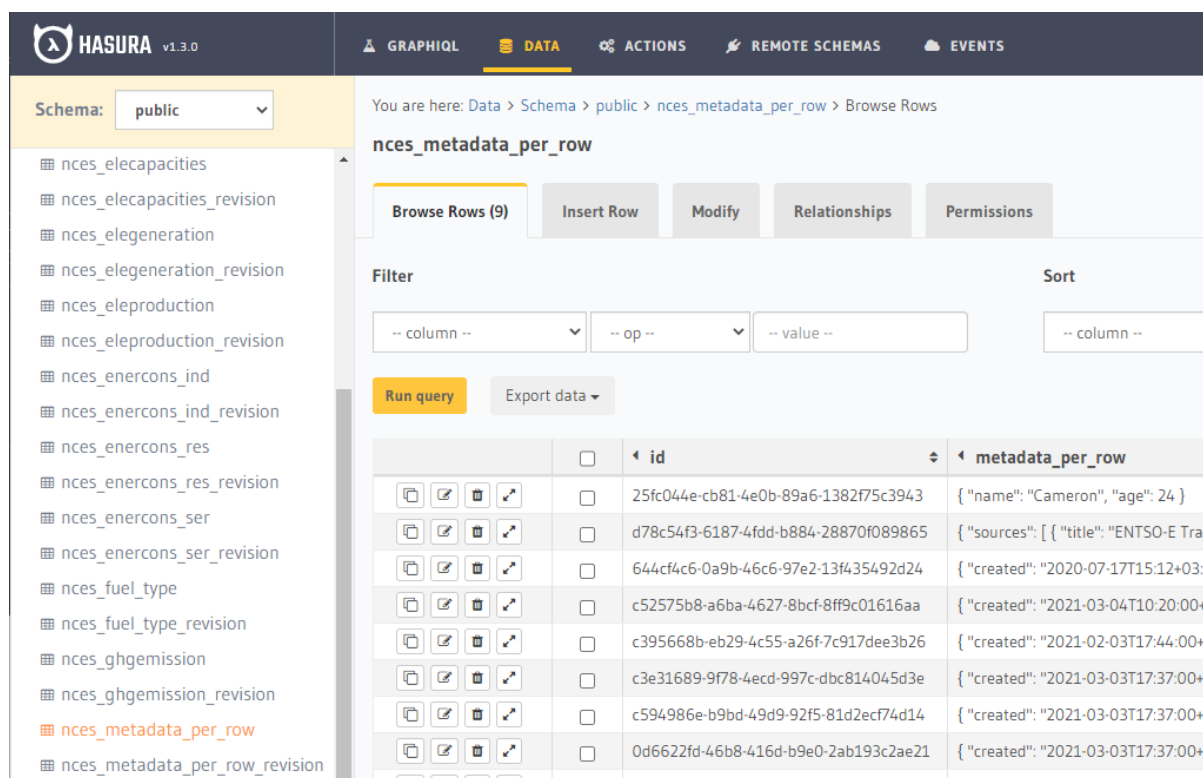 HASURA v1.3.0
GRAPHIQL DATA ACTIONS REMOTE SCHEMAS EVENTS
Schema: public
nces_elecapacities
nces_elecapacities_revision
nces_elegeneration
nces_elegeneration_revision
nces_eleproduction
nces_eleproduction_revision
nces_enercons_ind
nces_enercons_ind_revision
nces_enercons_res
nces_enercons_res_revision
nces_enercons_ser
nces_enercons_ser_revision
nces_fuel_type
nces_fuel_type_revision
nces_ghgemission
nces_ghgemission_revision
nces_metadata_per_row
nces_metadata_per_row_revision
You are here: Data > Schema > public > nces_metadata_per_row > Browse Rows
nces_metadata_per_row
Browse Rows (9) Insert Row Modify Relationships Permissions
Filter Sort
-- column -- -- op -- -- value -- -- column --
Run query Export data
id metadata_per_row
25fc044e-cb81-4e0b-89a6-1382f75c3943 { "name": "Cameron", "age": 24 }
d78c54f3-6187-4fdd-b884-28870f089865 { "sources": [ { "title": "ENTSO-E Tra
644cf4c6-0a9b-46c6-97e2-13f435492d24 { "created": "2020-07-17T15:12+03:
c52575b8-a6ba-4627-8bcf-8ff9c01616aa { "created": "2021-03-04T10:20:00+
c395668b-eb29-4c55-a26f-7c917dee3b26 { "created": "2021-02-03T17:44:00+
c3e31689-9f78-4ecd-997c-dbc814045d3e { "created": "2021-03-03T17:37:00+
c594986e-b9bd-49d9-92f5-81d2ecf74d14 { "created": "2021-03-03T17:37:00+
0d6622fd-46b8-416d-b9e0-2ab193c2ae21 { "created": "2021-03-03T17:37:00+